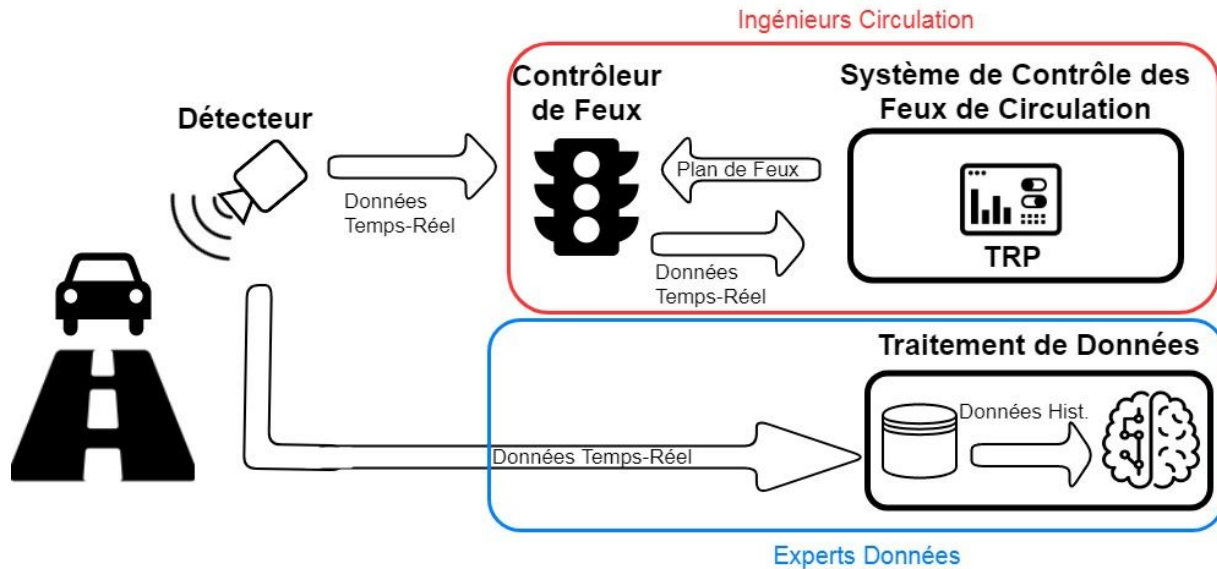 Ingénieurs Circulation
Contrôleur
de Feux
Système de Contrôle des
Feux de Circulation
Détecteur
Données
Temps-Réel
Plan de Feux
Données
Temps-Réel
TRP
Traitement de Données
Données Hist.
Données Temps-Réel
Experts Données